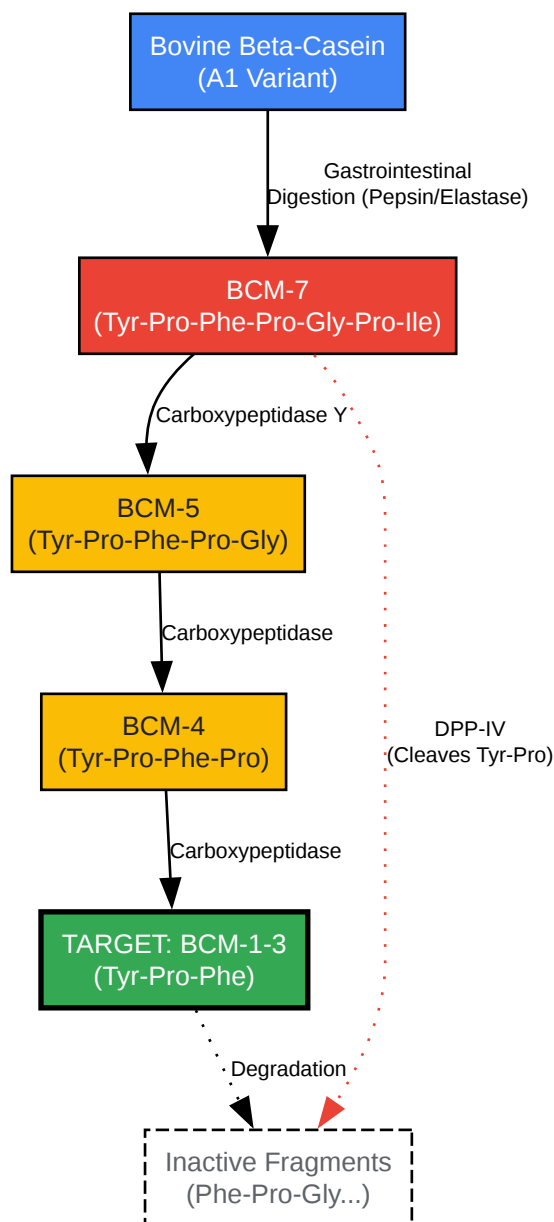 Bovine Beta-Casein
(A1 Variant)
Gastrointestinal
Digestion (Pepsin/Elastase)
BCM-7
(Tyr-Pro-Phe-Pro-Gly-Pro-Ile)
Carboxypeptidase Y
BCM-5
(Tyr-Pro-Phe-Pro-Gly)
Carboxypeptidase
BCM-4
(Tyr-Pro-Phe-Pro)
DPP-IV
(Cleaves Tyr-Pro)
Carboxypeptidase
TARGET: BCM-1-3
(Tyr-Pro-Phe)
Degradation
Inactive Fragments
(Phe-Pro-Gly...)